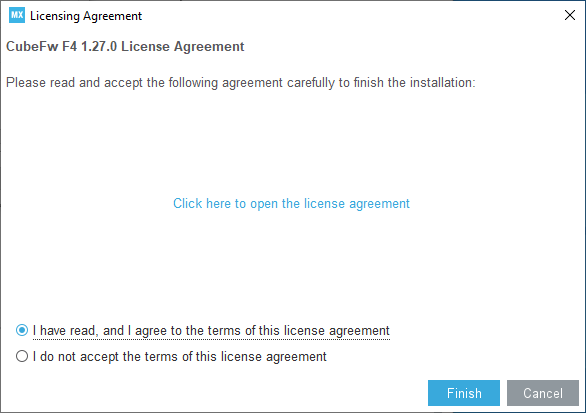 MX Licensing Agreement
CubeFw F4 1.27.0 License Agreement
Please read and accept the following agreement carefully to finish the installation:
Click here to open the license agreement
I have read, and I agree to the terms of this license agreement
I do not accept the terms of this license agreement
Finish Cancel